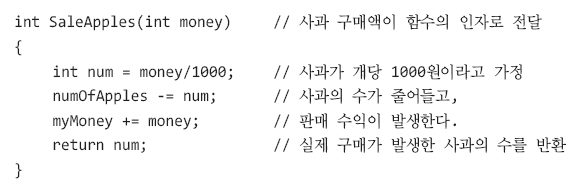 int SaleApples(int money) // 사과 구매액이 함수의 인자로 전달
{
    int num = money/1000; // 사과가 개당 1000원이라고 가정
    numOfApples -= num; // 사과의 수가 줄어들고,
    myMoney += money; // 판매 수익이 발생한다.
    return num; // 실제 구매가 발생한 사과의 수를 반환
}